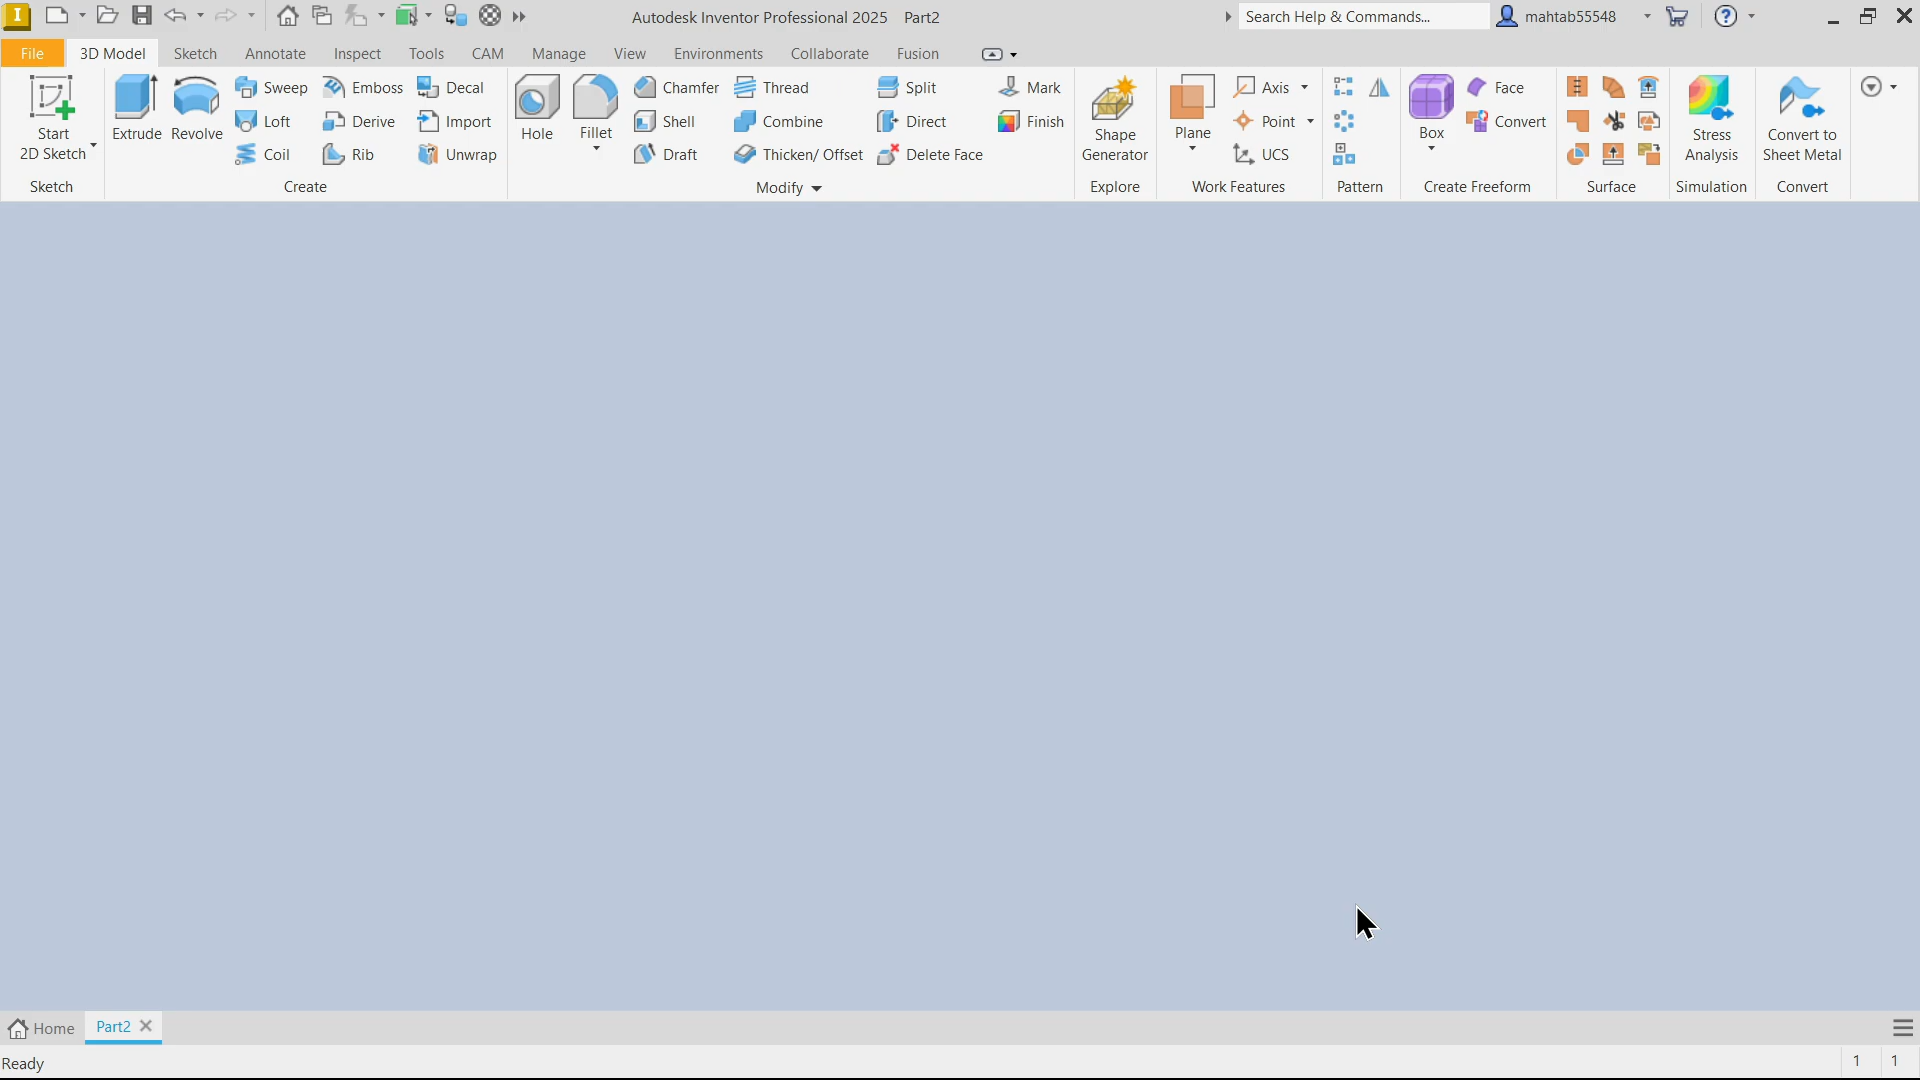 I
Autodesk Inventor Professional 2025 Part2
Search Help & Commands...
mahtab55548
File 3D Model Sketch Annotate Inspect Tools CAM Manage View Environments Collaborate Fusion
Start
2D Sketch
Sketch
Extrude
Revolve
Sweep
Loft
Coil
Emboss
Derive
Rib
Decal
Import
Unwrap
Create
Hole
Fillet
Chamfer
Shell
Draft
Thread
Combine
Thicken/ Offset
Split
Direct
Delete Face
Mark
Finish
Modify
Shape
Generator
Explore
Plane
Axis
Point
UCS
Work Features
Pattern
Box
Face
Convert
Create Freeform
Surface
Stress
Analysis
Simulation
Convert to
Sheet Metal
Convert
Home
Part2
Ready
1 1